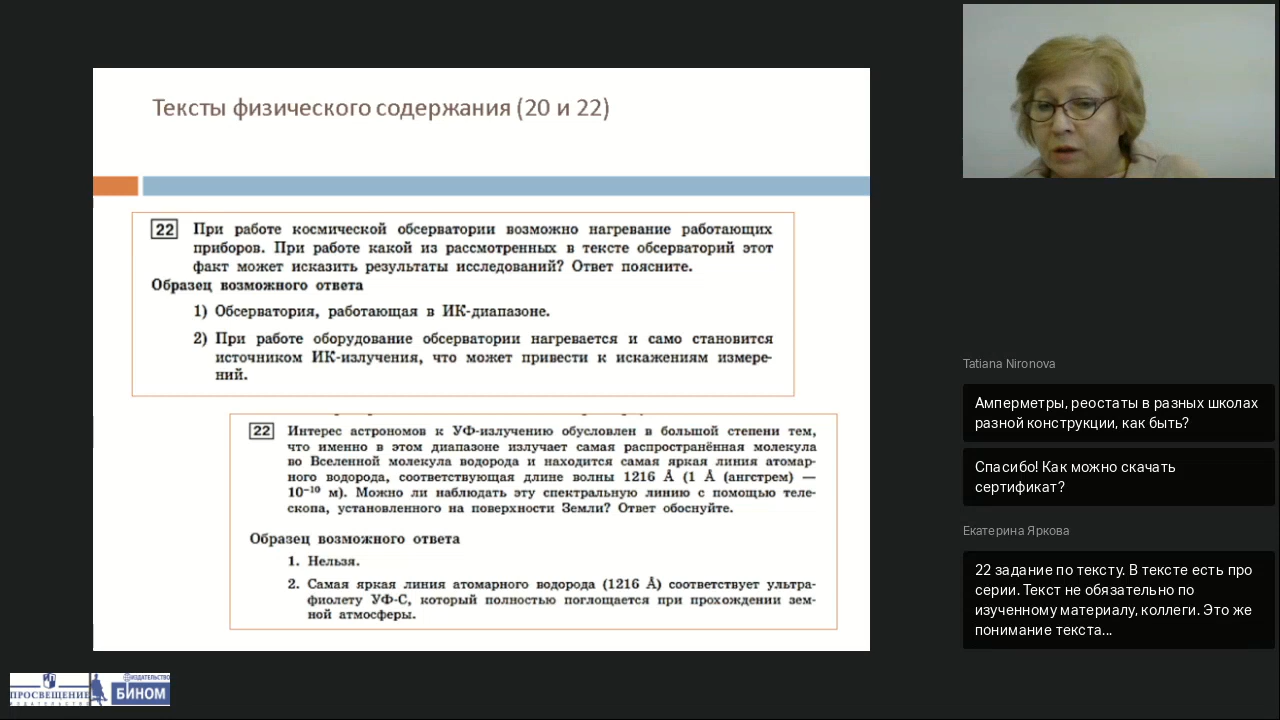 Тексты физического содержания (20 и 22)
22 При работе космической обсерватории возможно нагревание работающих
приборов. При работе какой из рассмотренных в тексте обсерваторий этот
факт может исказить результаты исследований? Ответ поясните.
Образец возможного ответа
1) Обсерватория, работающая в ИК-диапазоне.
2) При работе оборудование обсерватории нагревается и само становится
источником ИК-излучения, что может привести к искажениям измере-
ний.
22 Интерес астрономов к УФ-излучению обусловлен в большой степени тем,
что именно в этом диапазоне излучает самая распространённая молекула
во Вселенной молекула водорода и находится самая яркая линия атомар-
ного водорода, соответствующая длине волны 1216 Å (1 Å (ангстрем) —
10⁻¹⁰ м). Можно ли наблюдать эту спектральную линию с помощью теле-
скопа, установленного на поверхности Земли? Ответ обоснуйте.
Образец возможного ответа
1. Нельзя.
2. Самая яркая линия атомарного водорода (1216 Å) соответствует ультра-
фиолету УФ-С, который полностью поглощается при прохождении зем-
ной атмосферы.
Tatiana Nironova
Амперметры, реостаты в разных школах
разной конструкции, как быть?
Спасибо! Как можно скачать
сертификат?
Екатерина Яркова
22 задание по тексту. В тексте есть про
серии. Текст не обязательно по
изученному материалу, коллеги. Это же
понимание текста...
ПРОСВЕЩЕНИЕ
ИЗДАТЕЛЬСТВО
ИЗДАТЕЛЬСТВО
БИНОМ